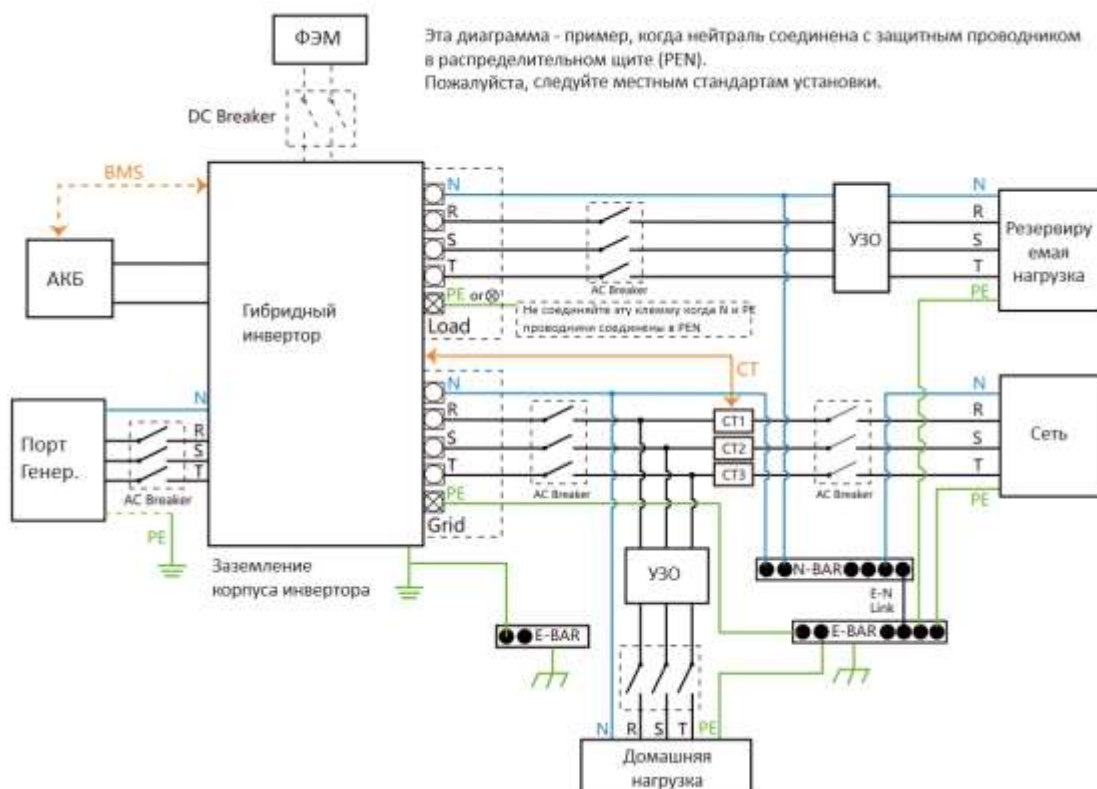 ФЭМ
Эта диаграмма - пример, когда нейтраль соединена с защитным проводником
в распределительном щите (PEN).
Пожалуйста, следуйте местным стандартам установки.
DC Breaker
BMS
АКБ
Гибридный
инвертор
N
R
S
T
PE or
Load
AC Breaker
Не соединяйте эту клемму когда N и PE
проводники соединены в PEN
УЗО
N
R
S
T
PE
Резервиру
емая
нагрузка
CT
N
R
S
T
PE
Grid
AC Breaker
CT1
CT2
CT3
AC Breaker
N
R
S
T
PE
Сеть
Порт
Генер.
N
R
S
T
AC Breaker
PE
Заземление
корпуса инвертора
E-BAR
УЗО
N-BAR
E-N
Link
E-BAR
N
R
S
T
PE
Домашняя
нагрузка